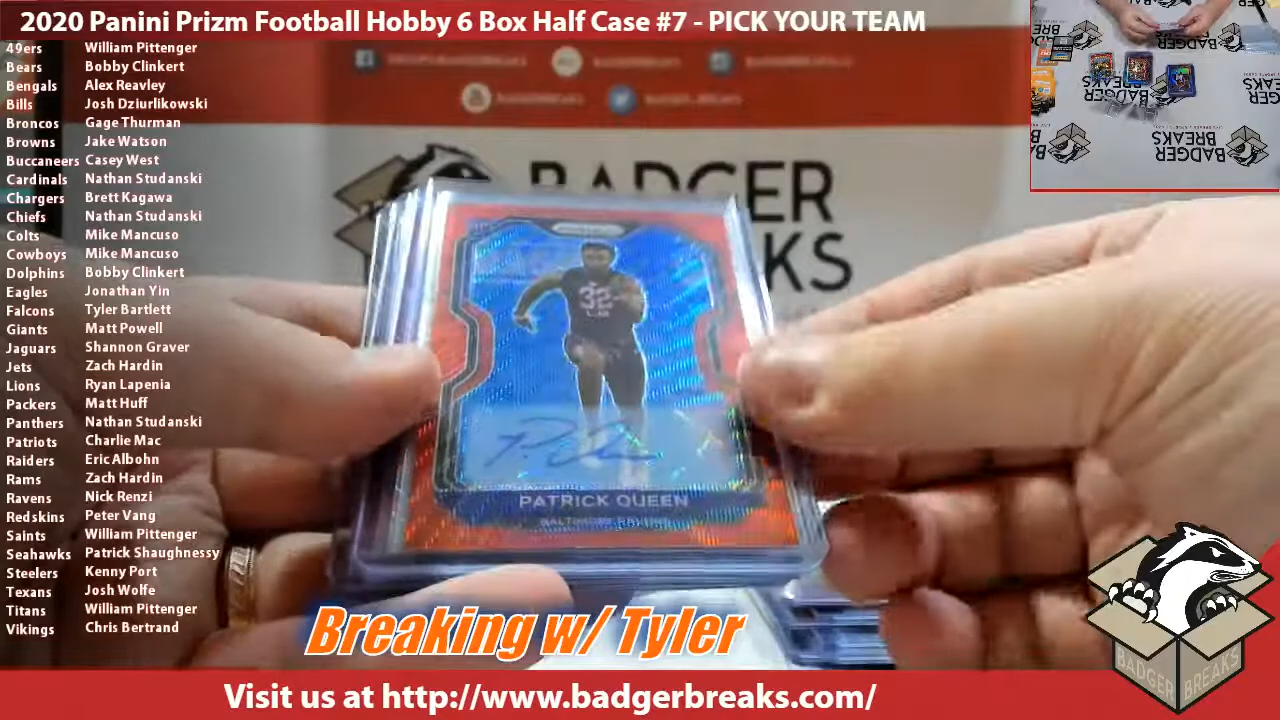 2020 Panini Prizm Football Hobby 6 Box Half Case #7 - PICK YOUR TEAM
49ers William Pittenger
Bears Bobby Clinkert
Bengals Alex Reavley
Bills Josh Dziurlikowski
Broncos Gage Thurman
Browns Jake Watson
Buccaneers Casey West
Cardinals Nathan Studanski
Chargers Brett Kagawa
Chiefs Nathan Studanski
Colts Mike Mancuso
Cowboys Mike Mancuso
Dolphins Bobby Clinkert
Eagles Jonathan Yin
Falcons Tyler Bartlett
Giants Matt Powell
Jaguars Shannon Graver
Jets Zach Hardin
Lions Ryan Lapenia
Packers Matt Huff
Panthers Nathan Studanski
Patriots Charlie Mac
Raiders Eric Albohn
Rams Zach Hardin
Ravens Nick Renzi
Redskins Peter Vang
Saints William Pittenger
Seahawks Patrick Shaughnessy
Steelers Kenny Port
Texans Josh Wolfe
Titans William Pittenger
Vikings Chris Bertrand
BADGER
BREAKS
32
LB
PATRICK QUEEN
BALTIMORE RAVENS
Breaking w/ Tyler
BADGER BREAKS
Visit us at http://www.badgerbreaks.com/
BADGER
BREAKS
BADGER
BREAKS